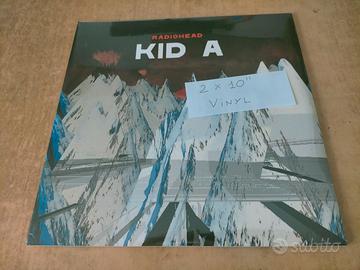 RADIOHEAD
KID A
2 x 10"
VINYL
subito